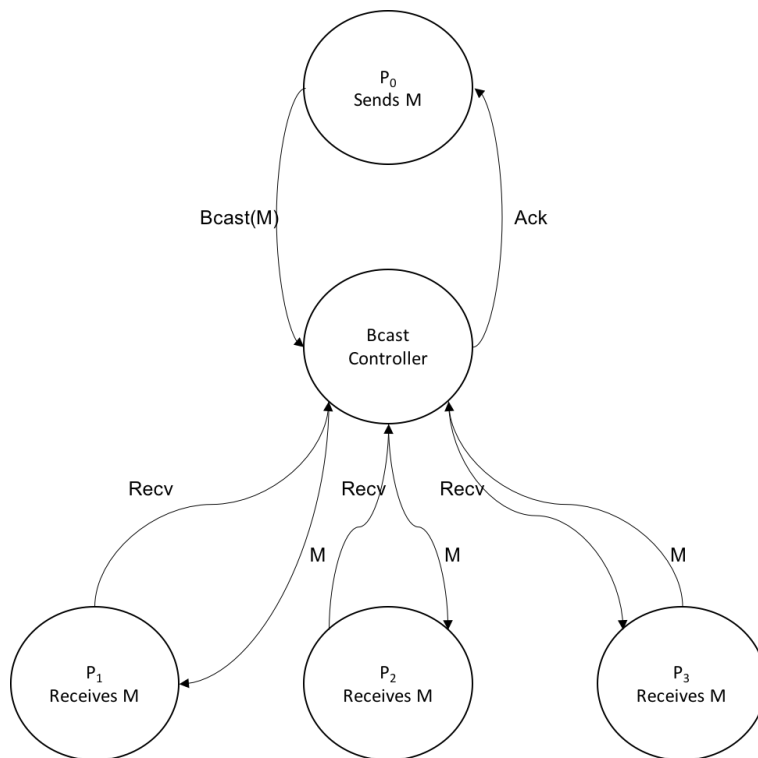 P₀
Sends M
Bcast(M)
Ack
Bcast
Controller
Recv
Recv
Recv
M
M
M
P₁
Receives M
P₂
Receives M
P₃
Receives M